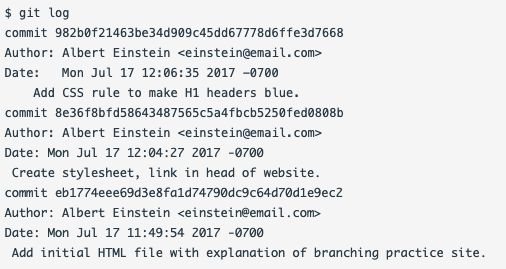 $ git log
commit 982b0f21463be34d909c45dd67778d6ffe3d7668
Author: Albert Einstein <einstein@email.com>
Date:   Mon Jul 17 12:06:35 2017 -0700
    Add CSS rule to make H1 headers blue.
commit 8e36f8bfd58643487565c5a4fbcb5250fed0808b
Author: Albert Einstein <einstein@email.com>
Date: Mon Jul 17 12:04:27 2017 -0700
 Create stylesheet, link in head of website.
commit eb1774eee69d3e8fa1d74790dc9c64d70d1e9ec2
Author: Albert Einstein <einstein@email.com>
Date: Mon Jul 17 11:49:54 2017 -0700
 Add initial HTML file with explanation of branching practice site.